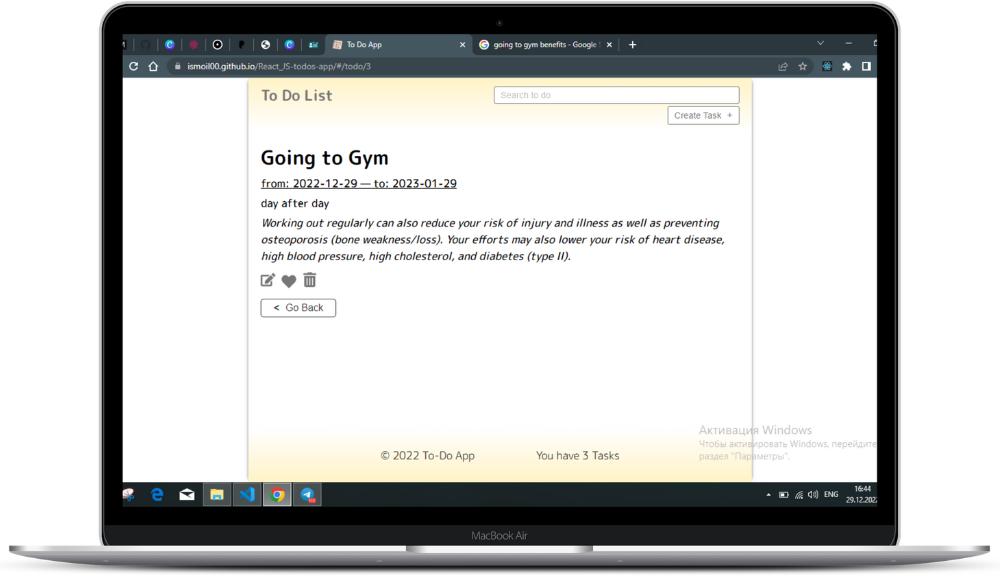 To Do App
going to gym benefits - Google
ismoil00.github.io/React_JS-todos-app/#/todo/3
To Do List
Search to do
Create Task +
Going to Gym
from: 2022-12-29 — to: 2023-01-29
day after day
Working out regularly can also reduce your risk of injury and illness as well as preventing
osteoporosis (bone weakness/loss). Your efforts may also lower your risk of heart disease,
high blood pressure, high cholesterol, and diabetes (type II).
< Go Back
Активация Windows
Чтобы активировать Windows, перейдите
раздел "Параметры".
© 2022 To-Do App
You have 3 Tasks
ENG
16:44
29.12.202
MacBook Air